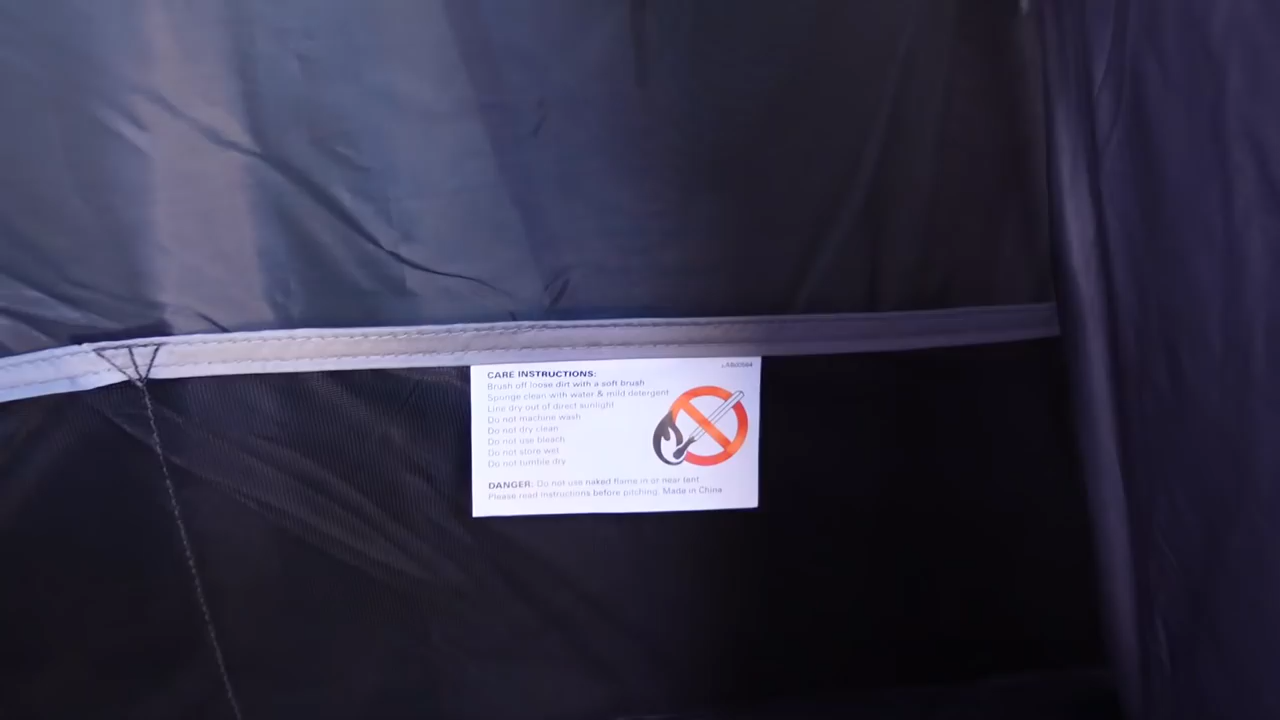 CARE INSTRUCTIONS:
Brush off loose dirt with a soft brush
Sponge clean with water & mild detergent
Line dry out of direct sunlight
Do not machine wash
Do not dry clean
Do not use bleach
Do not store wet
Do not tumble dry
DANGER: Do not use naked flame in or near tent
Please read instructions before pitching. Made in China